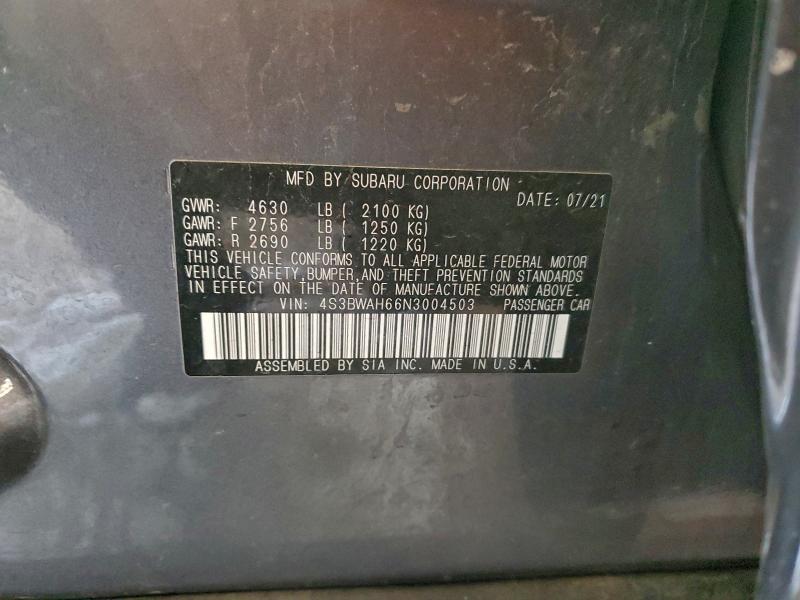 MFD BY SUBARU CORPORATION
DATE: 07/21
GVWR: 4630 LB ( 2100 KG)
GAWR: F 2756 LB ( 1250 KG)
GAWR: R 2690 LB ( 1220 KG)
THIS VEHICLE CONFORMS TO ALL APPLICABLE FEDERAL MOTOR
VEHICLE SAFETY,BUMPER,AND THEFT PREVENTION STANDARDS
IN EFFECT ON THE DATE OF MANUFACTURE SHOWN ABOVE.
VIN: 4S3BWAH66N3004503 PASSENGER CAR
ASSEMBLED BY SIA INC. MADE IN U.S.A.